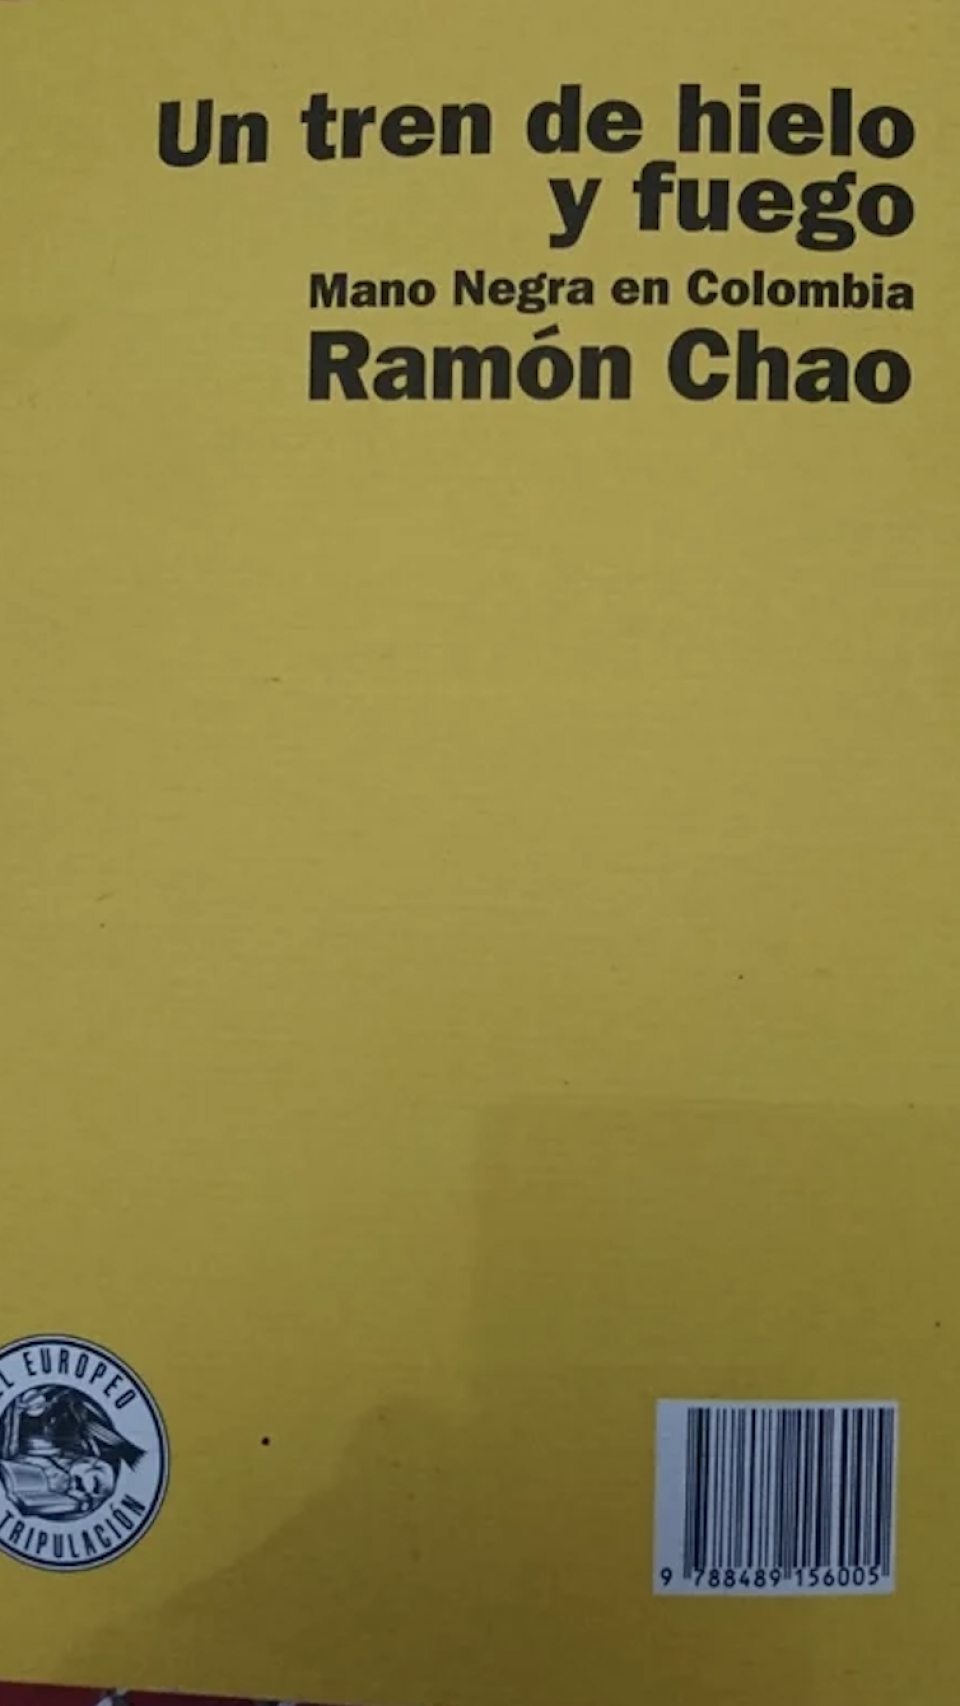 Un tren de hielo
y fuego
Mano Negra en Colombia
Ramón Chao
EUROPEO
TRIPULACIÓN
9 788489 156005